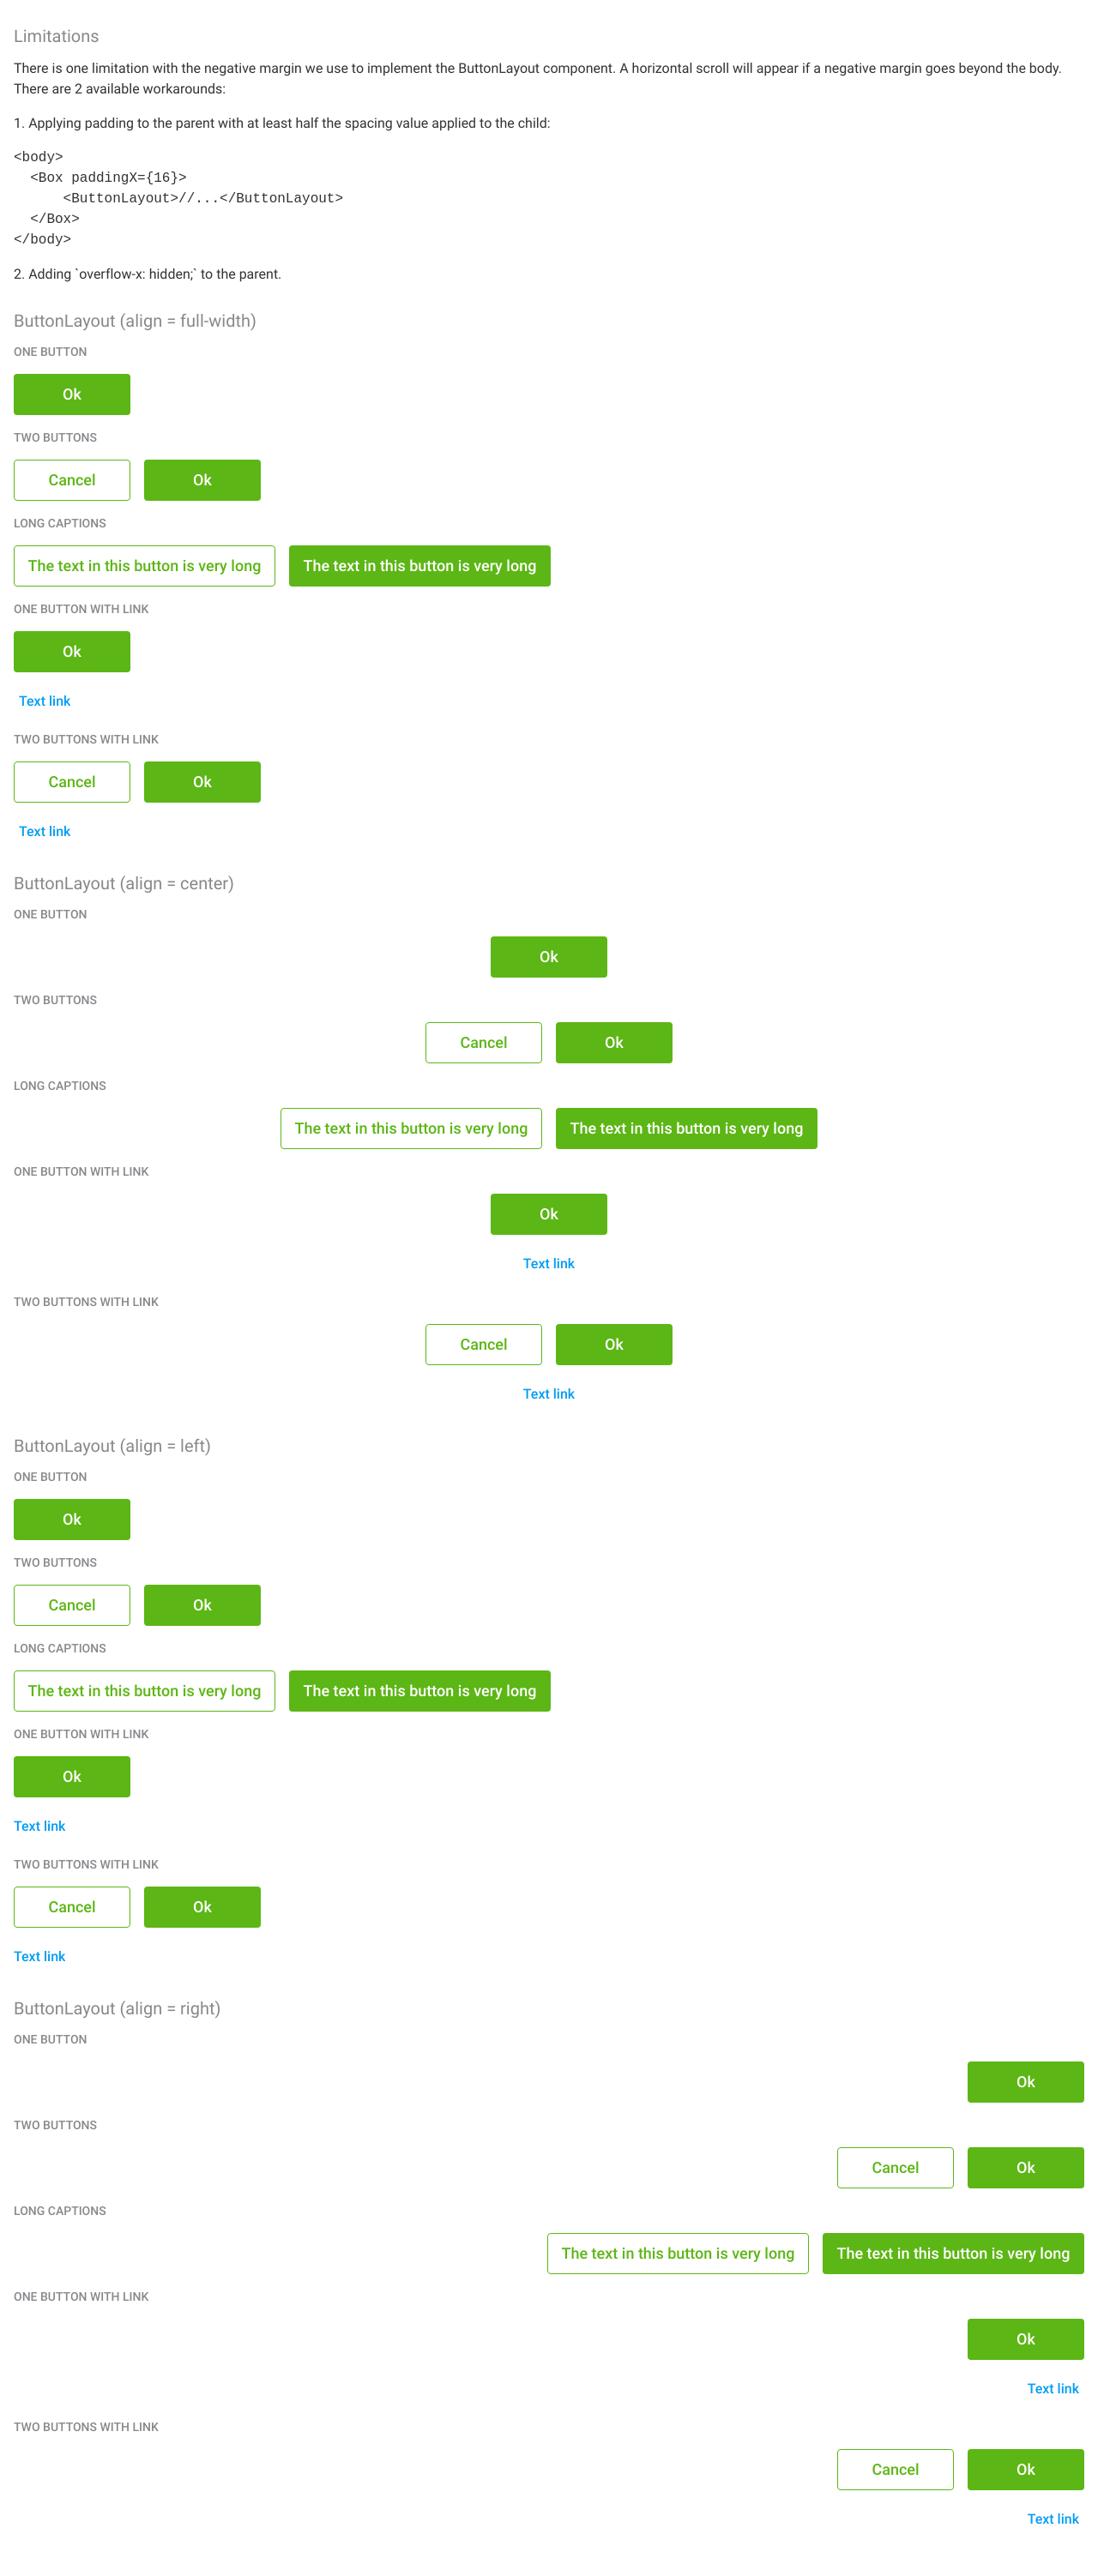 Limitations
There is one limitation with the negative margin we use to implement the ButtonLayout component. A horizontal scroll will appear if a negative margin goes beyond the body.
There are 2 available workarounds:
1. Applying padding to the parent with at least half the spacing value applied to the child:
<body>
  <Box paddingX={16}>
      <ButtonLayout>//...</ButtonLayout>
  </Box>
</body>
2. Adding `overflow-x: hidden;` to the parent.
ButtonLayout (align = full-width)
ONE BUTTON
Ok
TWO BUTTONS
Cancel Ok
LONG CAPTIONS
The text in this button is very long The text in this button is very long
ONE BUTTON WITH LINK
Ok
Text link
TWO BUTTONS WITH LINK
Cancel Ok
Text link
ButtonLayout (align = center)
ONE BUTTON
Ok
TWO BUTTONS
Cancel Ok
LONG CAPTIONS
The text in this button is very long The text in this button is very long
ONE BUTTON WITH LINK
Ok
Text link
TWO BUTTONS WITH LINK
Cancel Ok
Text link
ButtonLayout (align = left)
ONE BUTTON
Ok
TWO BUTTONS
Cancel Ok
LONG CAPTIONS
The text in this button is very long The text in this button is very long
ONE BUTTON WITH LINK
Ok
Text link
TWO BUTTONS WITH LINK
Cancel Ok
Text link
ButtonLayout (align = right)
ONE BUTTON
Ok
TWO BUTTONS
Cancel Ok
LONG CAPTIONS
The text in this button is very long The text in this button is very long
ONE BUTTON WITH LINK
Ok
Text link
TWO BUTTONS WITH LINK
Cancel Ok
Text link